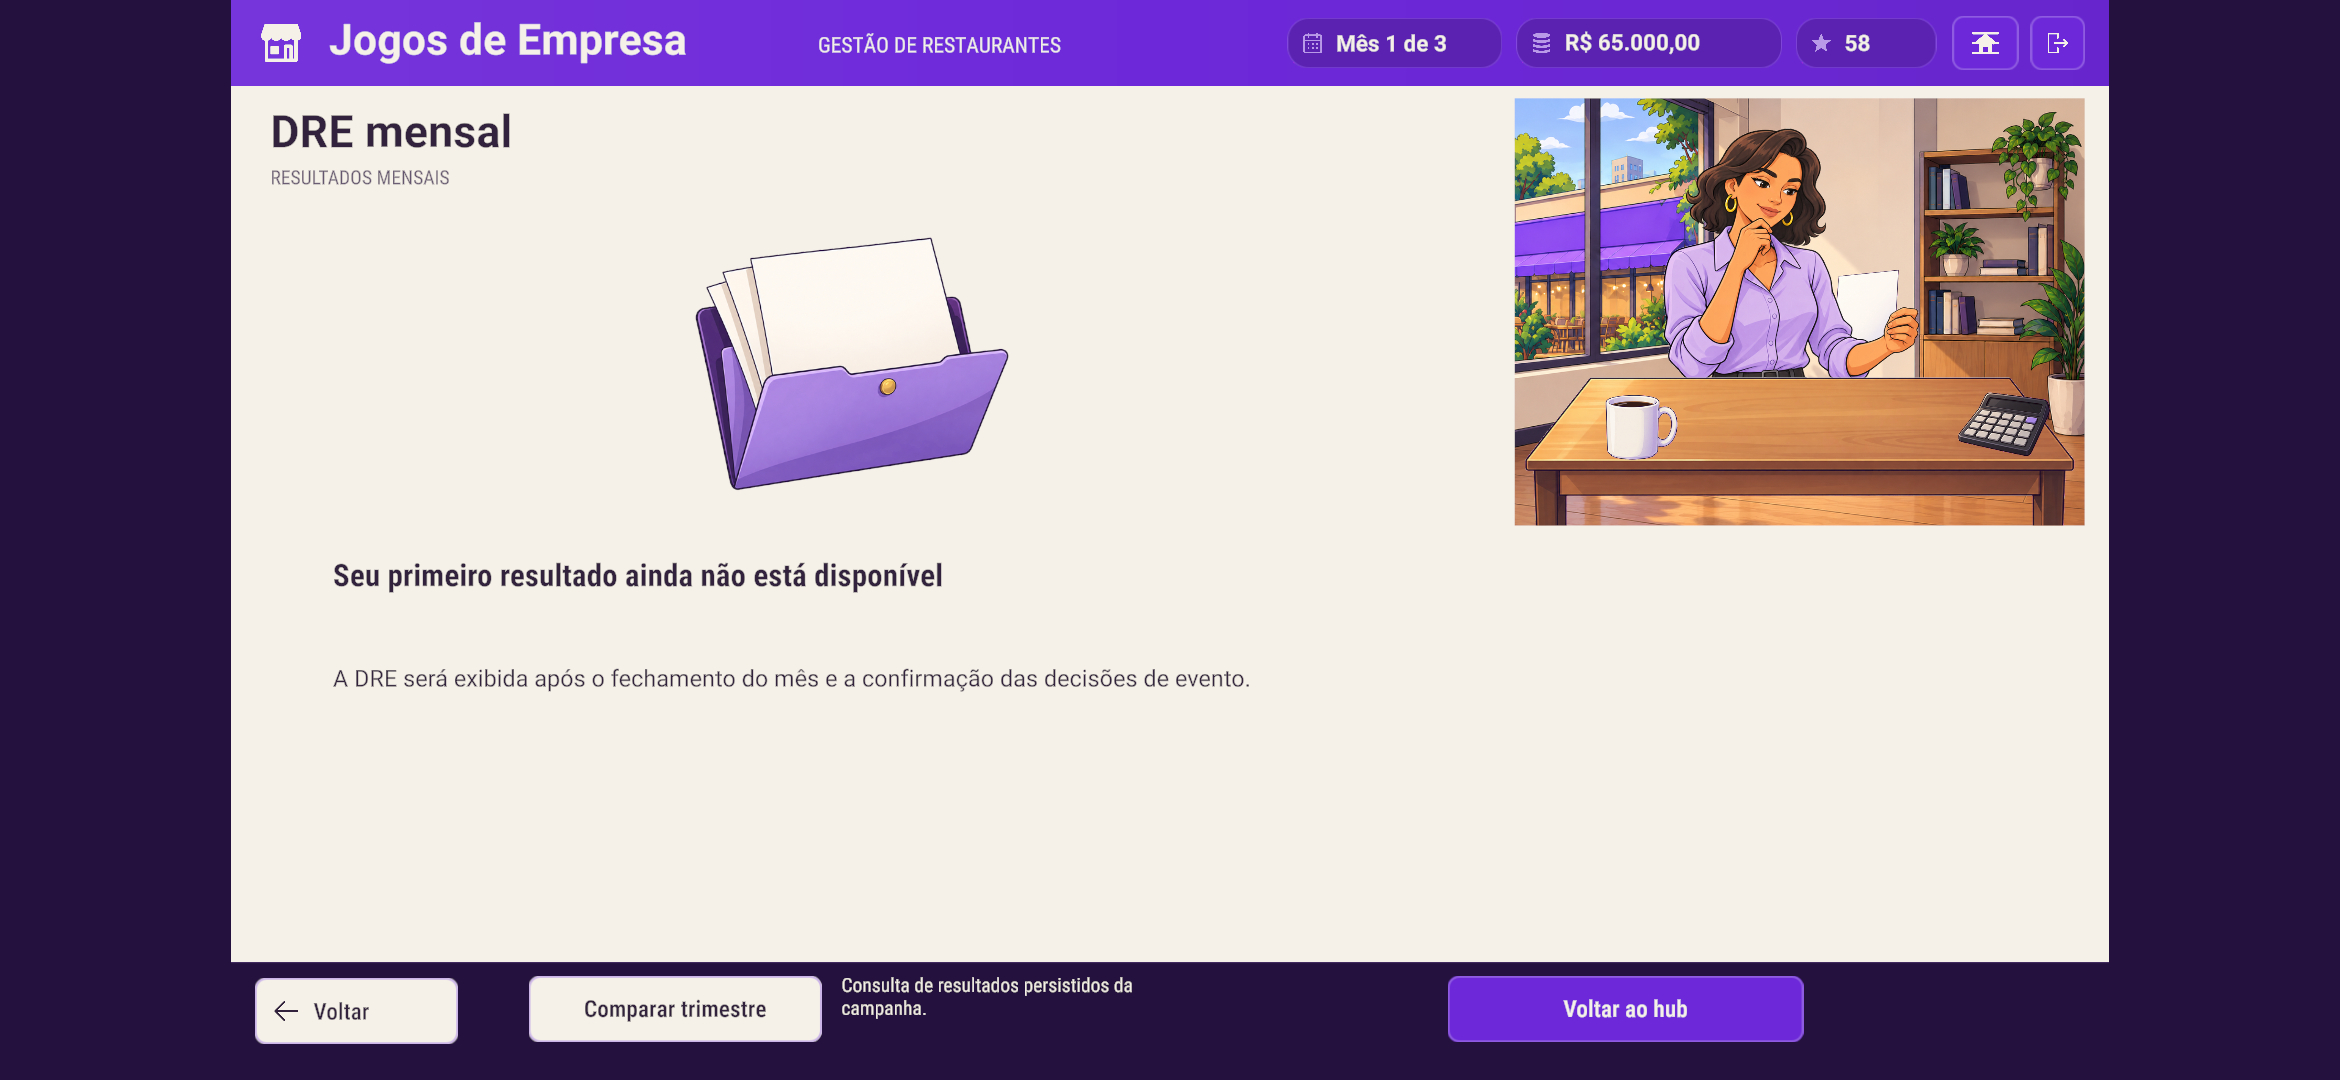 Jogos de Empresa
GESTÃO DE RESTAURANTES
Mês 1 de 3
R$ 65.000,00
58
DRE mensal
RESULTADOS MENSAIS
Seu primeiro resultado ainda não está disponível
A DRE será exibida após o fechamento do mês e a confirmação das decisões de evento.
Voltar
Comparar trimestre
Consulta de resultados persistidos da
campanha.
Voltar ao hub